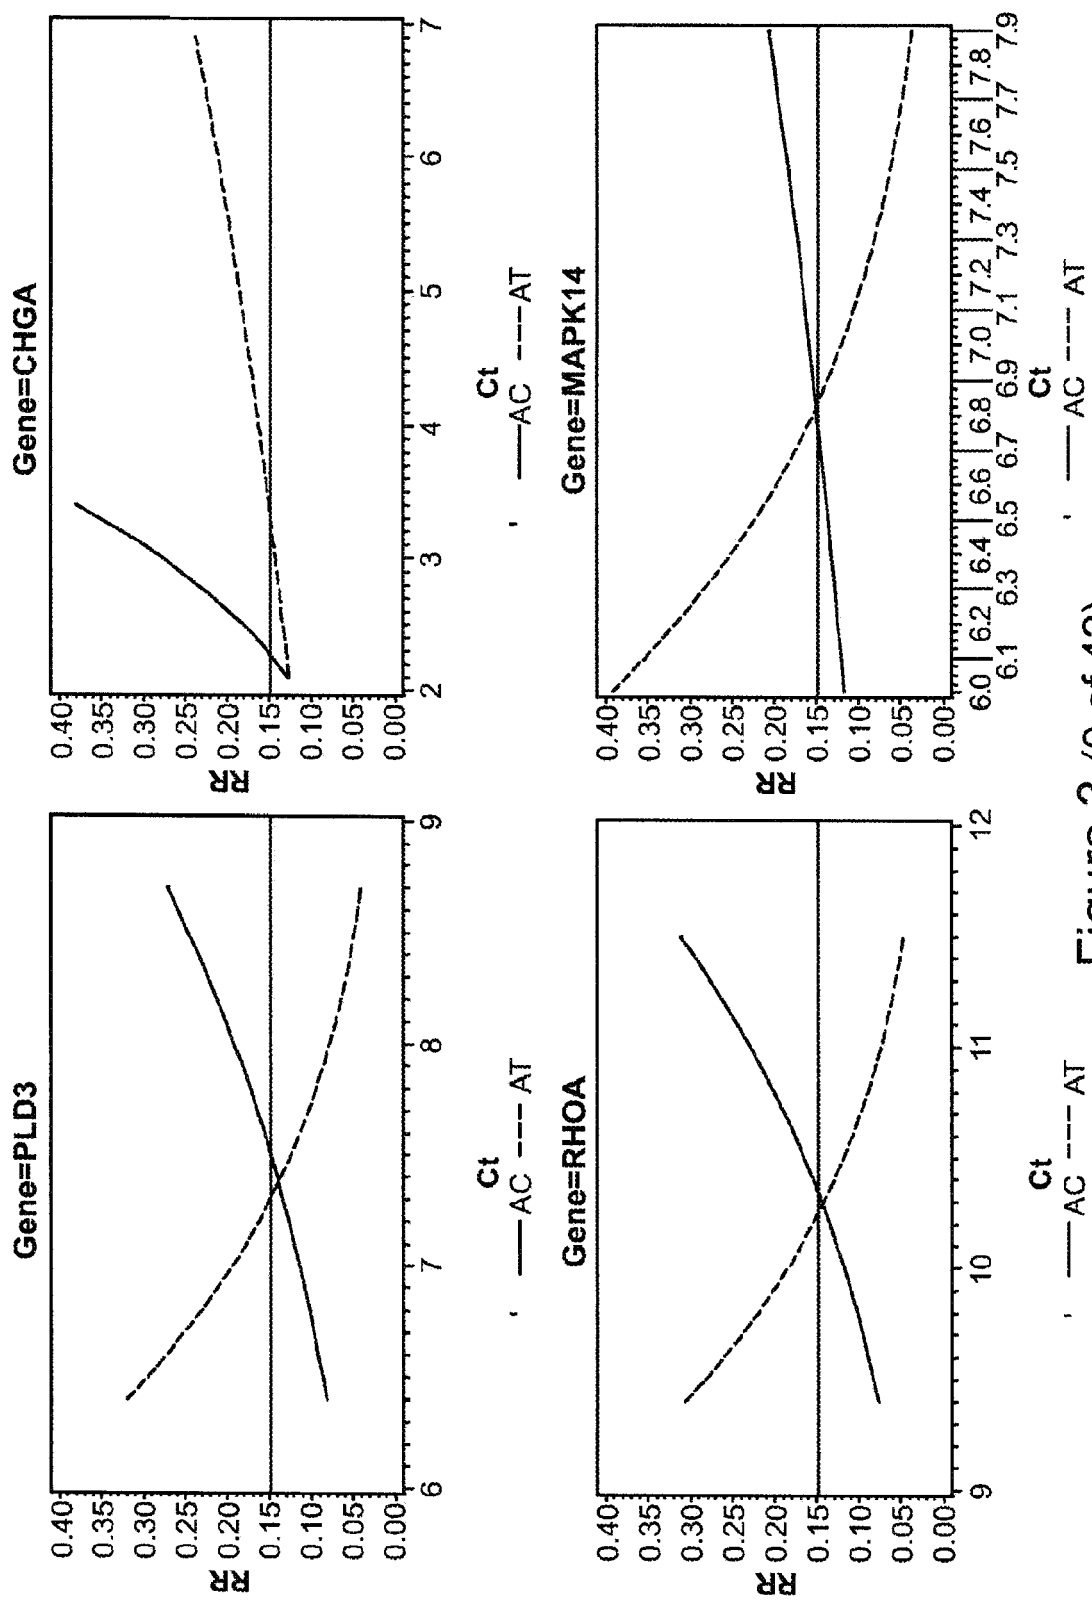 Gene=PLD3
RR
0.40
0.35
0.30
0.25
0.20
0.15
0.10
0.05
0.00
6 7 8 9
Ct
' —— AC --- AT
Gene=CHGA
RR
0.40
0.35
0.30
0.25
0.20
0.15
0.10
0.05
0.00
2 3 4 5 6 7
Ct
' ——AC ---AT
Gene=RHOA
RR
0.40
0.35
0.30
0.25
0.20
0.15
0.10
0.05
0.00
9 10 11 12
Ct
' —— AC --- AT
Gene=MAPK14
RR
0.40
0.35
0.30
0.25
0.20
0.15
0.10
0.05
0.00
6.0 6.2 6.4 6.6 6.8 7.0 7.2 7.4 7.6 7.8
6.1 6.3 6.5 6.7 6.9 7.1 7.3 7.5 7.7 7.9
Ct
' —— AC --- AT
Figure